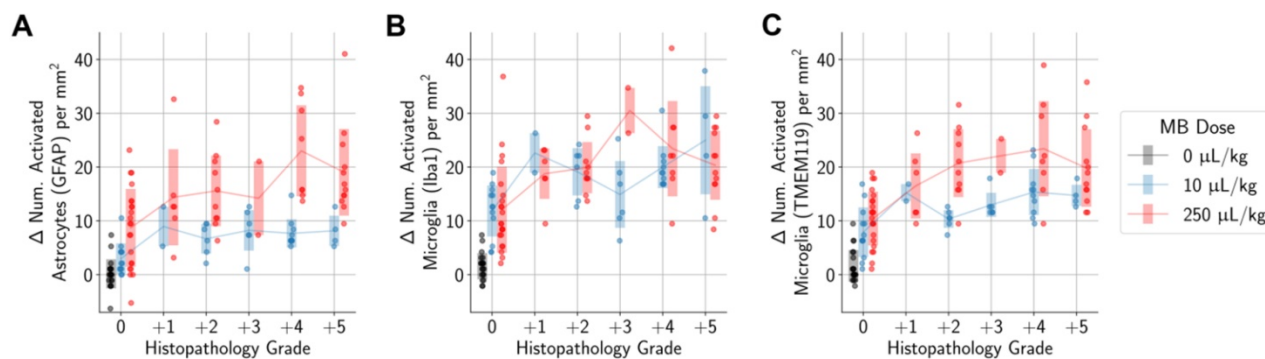 A
Δ Num. Activated
Astrocytes (GFAP) per mm²
40
30
20
10
0
0 +1 +2 +3 +4 +5
Histopathology Grade
B
Δ Num. Activated
Microglia (Iba1) per mm²
40
30
20
10
0
0 +1 +2 +3 +4 +5
Histopathology Grade
C
Δ Num. Activated
Microglia (TMEM119) per mm²
40
30
20
10
0
0 +1 +2 +3 +4 +5
Histopathology Grade
MB Dose
0 μL/kg
10 μL/kg
250 μL/kg